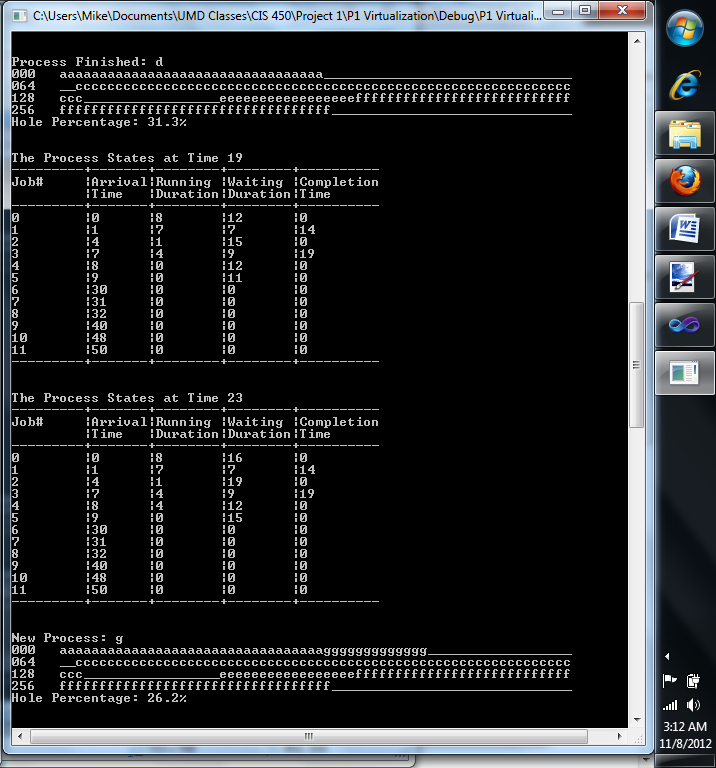 C:\Users\Mike\Documents\UMD Classes\CIS 450\Project 1\P1 Virtualization\Debug\P1 Virtuali...
Process Finished: d
000   aaaaaaaaaaaaaaaaaaaaaaaaaaaaaaaaa_______________________________
064   __cccccccccccccccccccccccccccccccccccccccccccccccccccccccccccccc
128   ccc_________________eeeeeeeeeeeeeeeeefffffffffffffffffffffffffff
256   ffffffffffffffffffffffffffffffffff______________________________
Hole Percentage: 31.3%
The Process States at Time 19
---------+-------+--------+--------+----------
Job#     ¦Arrival¦Running ¦Waiting ¦Completion
         ¦Time   ¦Duration¦Duration¦Time
---------+-------+--------+--------+----------
0        ¦0      ¦8       ¦12      ¦0
1        ¦1      ¦7       ¦7       ¦14
2        ¦4      ¦1       ¦15      ¦0
3        ¦7      ¦4       ¦9       ¦19
4        ¦8      ¦0       ¦12      ¦0
5        ¦9      ¦0       ¦11      ¦0
6        ¦30     ¦0       ¦0       ¦0
7        ¦31     ¦0       ¦0       ¦0
8        ¦32     ¦0       ¦0       ¦0
9        ¦40     ¦0       ¦0       ¦0
10       ¦48     ¦0       ¦0       ¦0
11       ¦50     ¦0       ¦0       ¦0
---------+-------+--------+--------+----------
The Process States at Time 23
---------+-------+--------+--------+----------
Job#     ¦Arrival¦Running ¦Waiting ¦Completion
         ¦Time   ¦Duration¦Duration¦Time
---------+-------+--------+--------+----------
0        ¦0      ¦8       ¦16      ¦0
1        ¦1      ¦7       ¦7       ¦14
2        ¦4      ¦1       ¦19      ¦0
3        ¦7      ¦4       ¦9       ¦19
4        ¦8      ¦4       ¦12      ¦0
5        ¦9      ¦0       ¦15      ¦0
6        ¦30     ¦0       ¦0       ¦0
7        ¦31     ¦0       ¦0       ¦0
8        ¦32     ¦0       ¦0       ¦0
9        ¦40     ¦0       ¦0       ¦0
10       ¦48     ¦0       ¦0       ¦0
11       ¦50     ¦0       ¦0       ¦0
---------+-------+--------+--------+----------
New Process: g
000   aaaaaaaaaaaaaaaaaaaaaaaaaaaaaaaaaggggggggggggg__________________
064   __cccccccccccccccccccccccccccccccccccccccccccccccccccccccccccccc
128   ccc_________________eeeeeeeeeeeeeeeeefffffffffffffffffffffffffff
256   ffffffffffffffffffffffffffffffffff______________________________
Hole Percentage: 26.2%
3:12 AM
11/8/2012